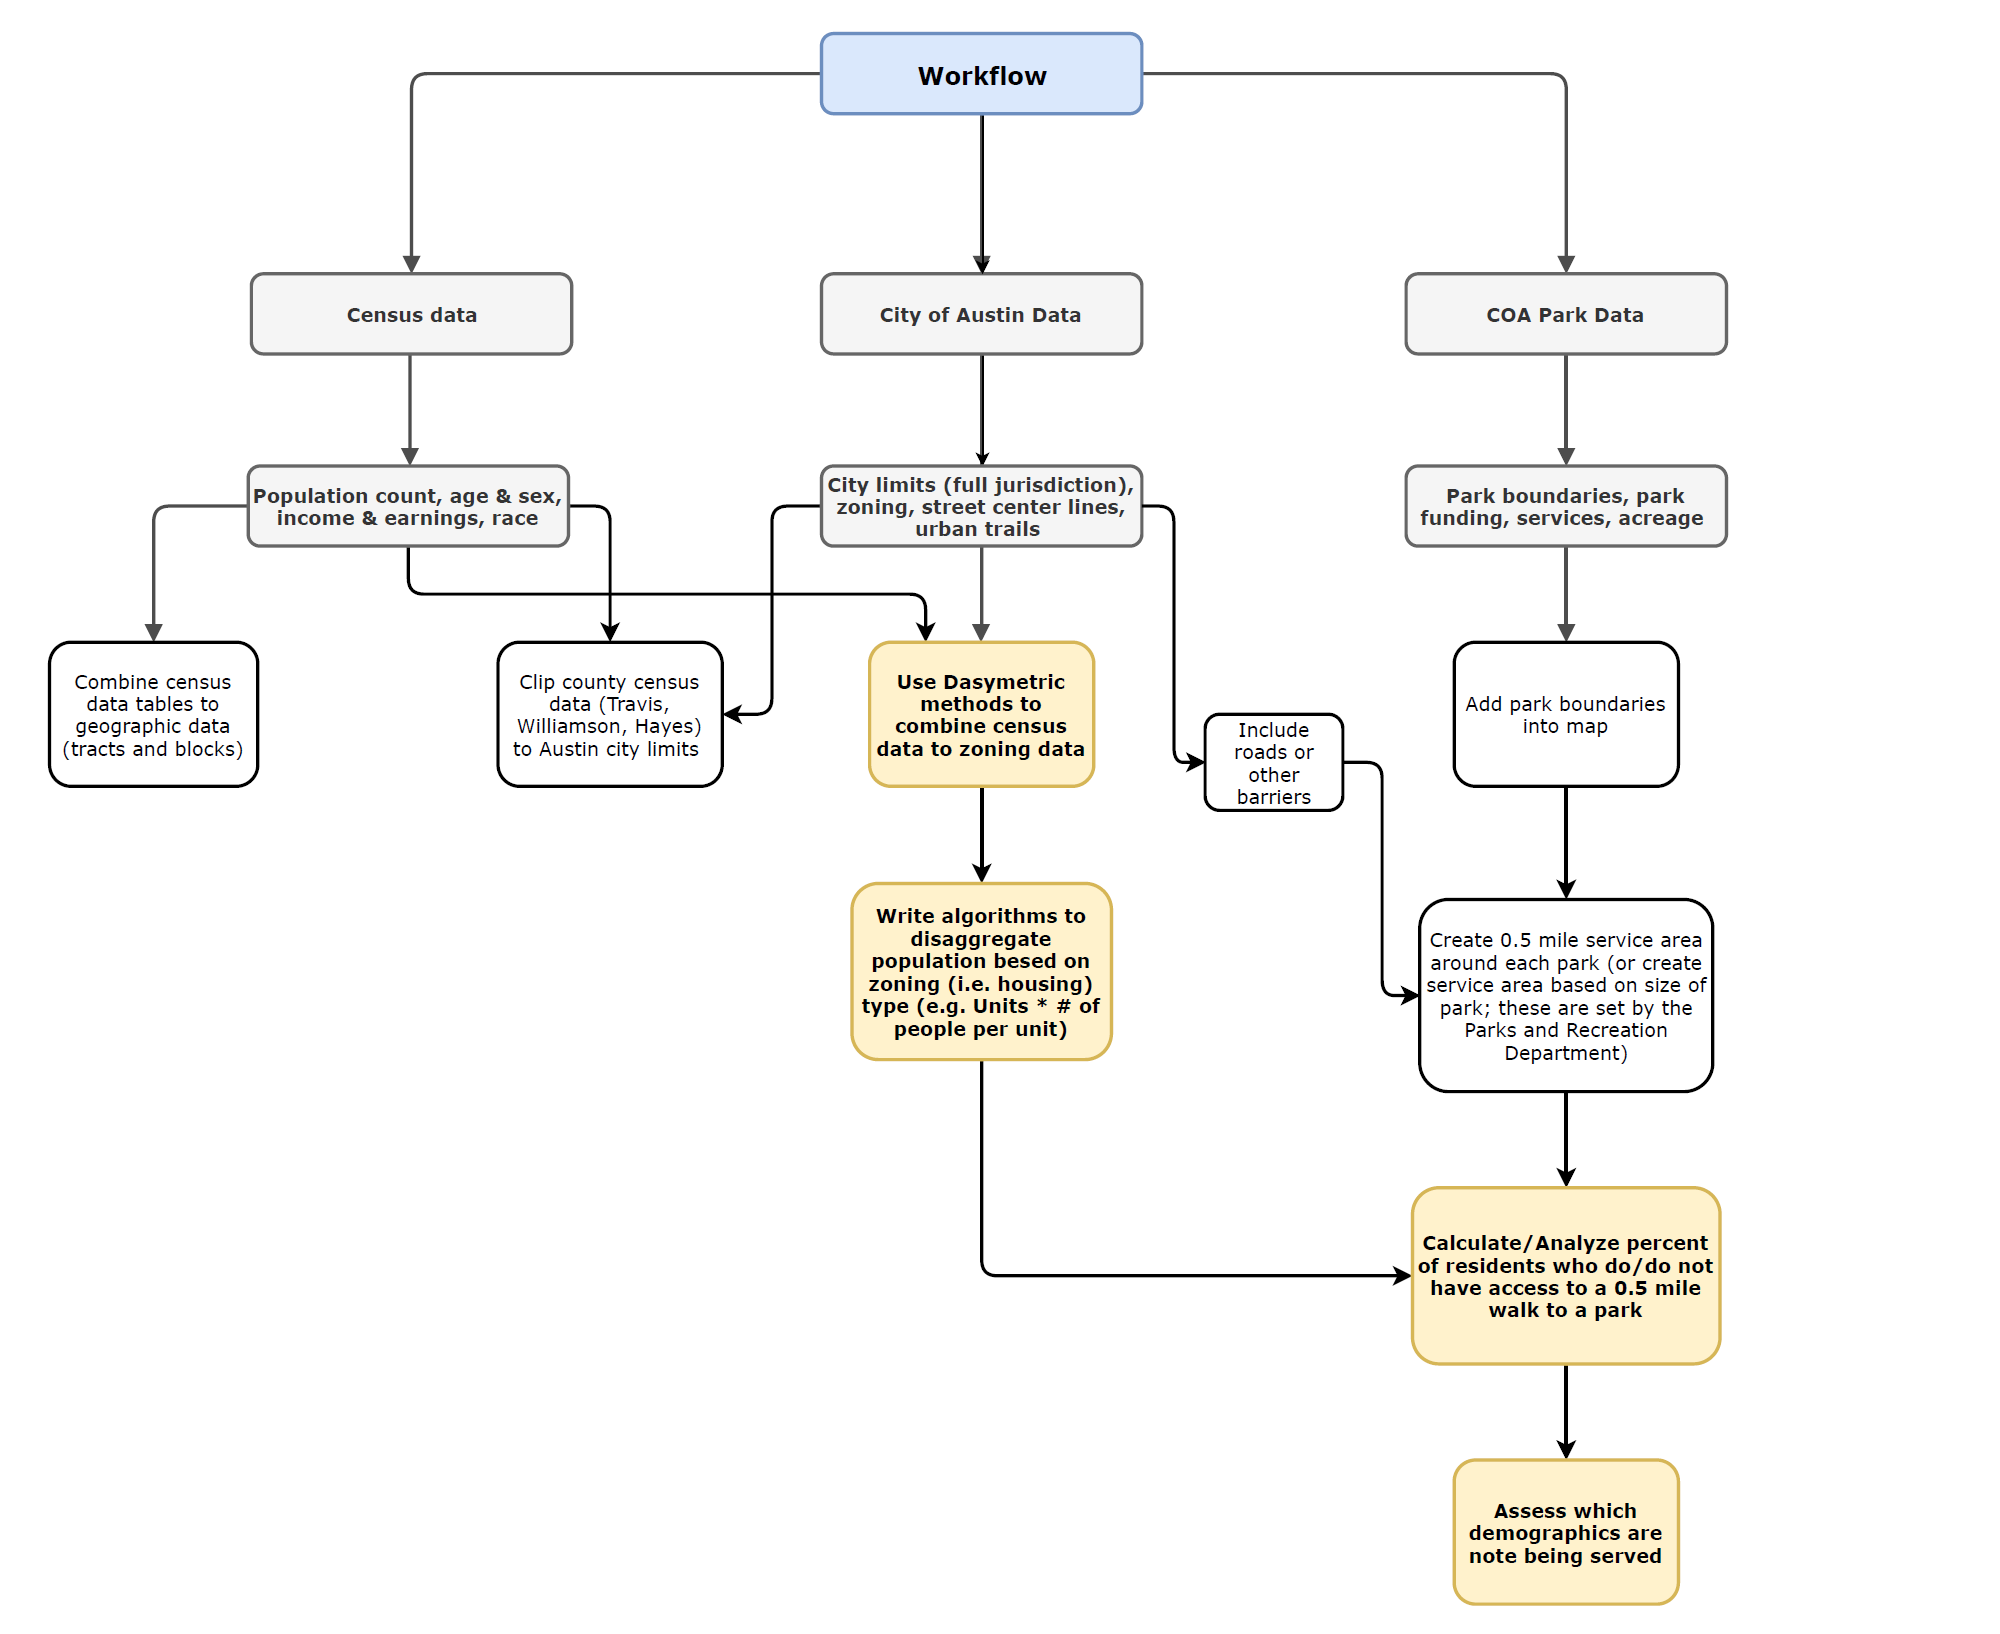 Workflow
Census data
City of Austin Data
COA Park Data
Population count, age & sex,
income & earnings, race
City limits (full jurisdiction),
zoning, street center lines,
urban trails
Park boundaries, park
funding, services, acreage
Combine census
data tables to
geographic data
(tracts and blocks)
Clip county census
data (Travis,
Williamson, Hayes)
to Austin city limits
Use Dasymetric
methods to
combine census
data to zoning data
Include
roads or
other
barriers
Add park boundaries
into map
Write algorithms to
disaggregate
population besed on
zoning (i.e. housing)
type (e.g. Units * # of
people per unit)
Create 0.5 mile service area
around each park (or create
service area based on size of
park; these are set by the
Parks and Recreation
Department)
Calculate/Analyze percent
of residents who do/do not
have access to a 0.5 mile
walk to a park
Assess which
demographics are
note being served